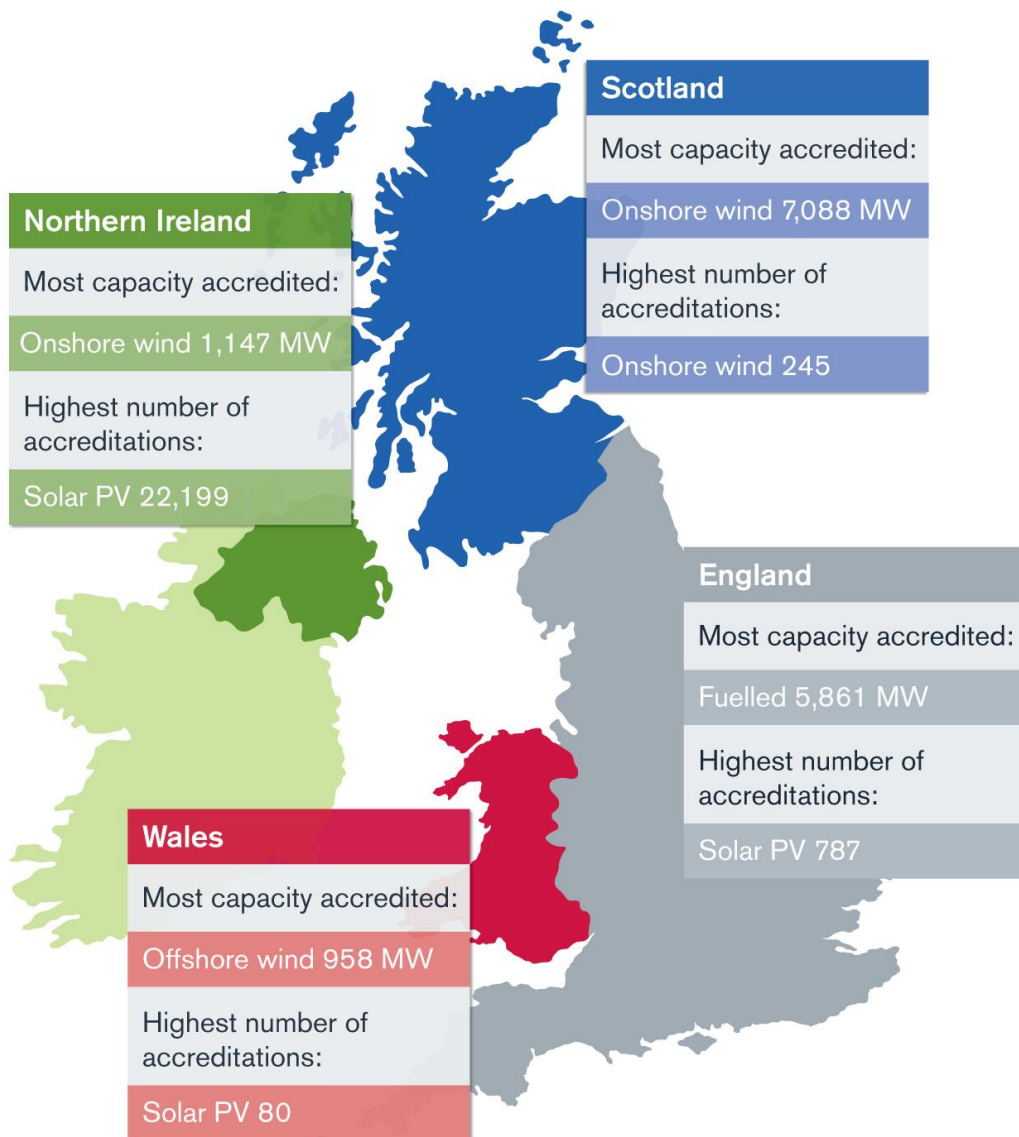 Scotland
Most capacity accredited:
Onshore wind 7,088 MW
Highest number of
accreditations:
Onshore wind 245
Northern Ireland
Most capacity accredited:
Onshore wind 1,147 MW
Highest number of
accreditations:
Solar PV 22,199
England
Most capacity accredited:
Fuelled 5,861 MW
Highest number of
accreditations:
Solar PV 787
Wales
Most capacity accredited:
Offshore wind 958 MW
Highest number of
accreditations:
Solar PV 80